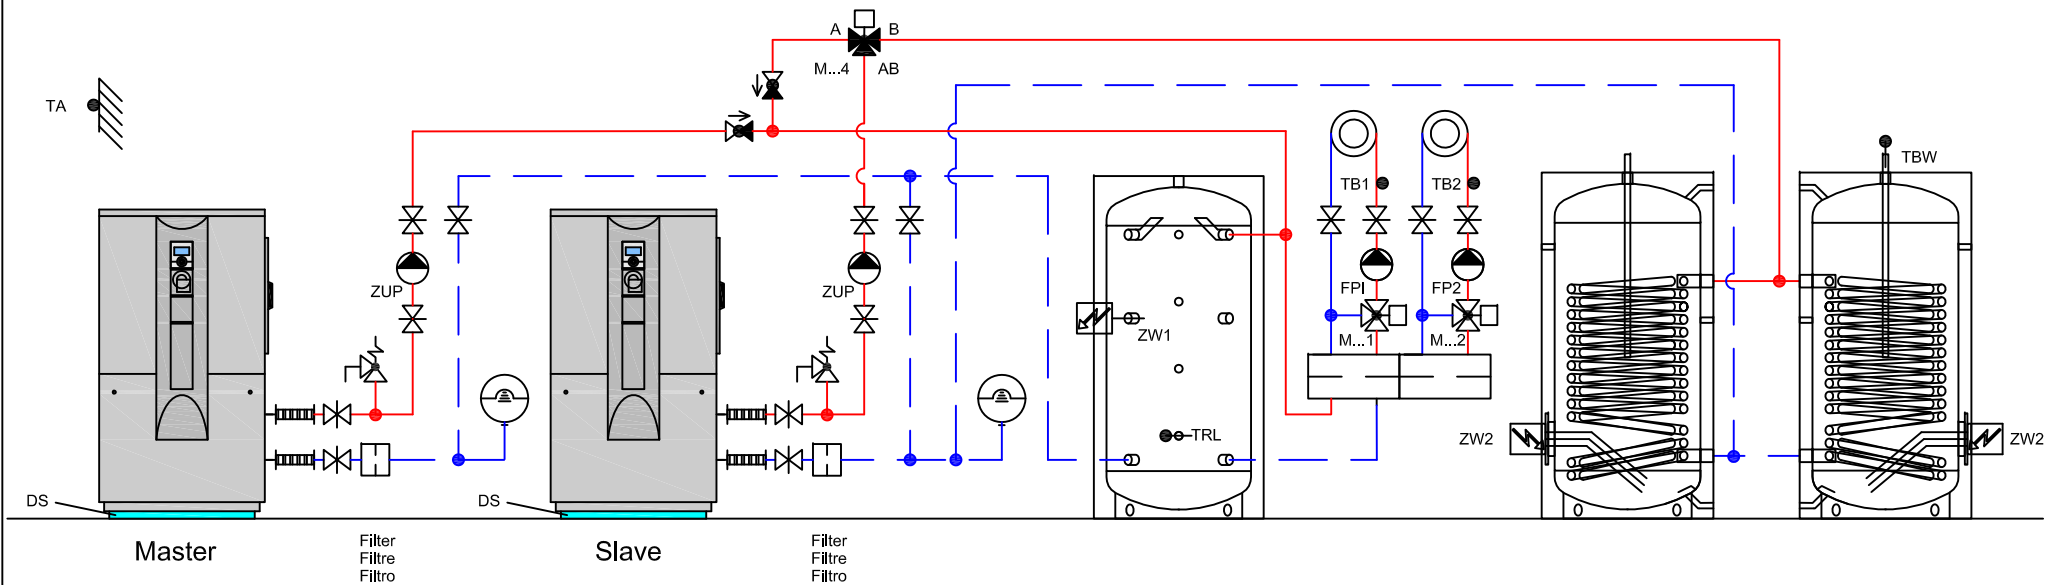 A B
M...4 AB
TA
TBW
TB1 TB2
ZUP ZUP
FPI FP2
ZW1
M...1 M...2
TRL
ZW2 ZW2
DS DS
Master Slave
Filter Filter
Filtre Filtre
Filtro Filtro